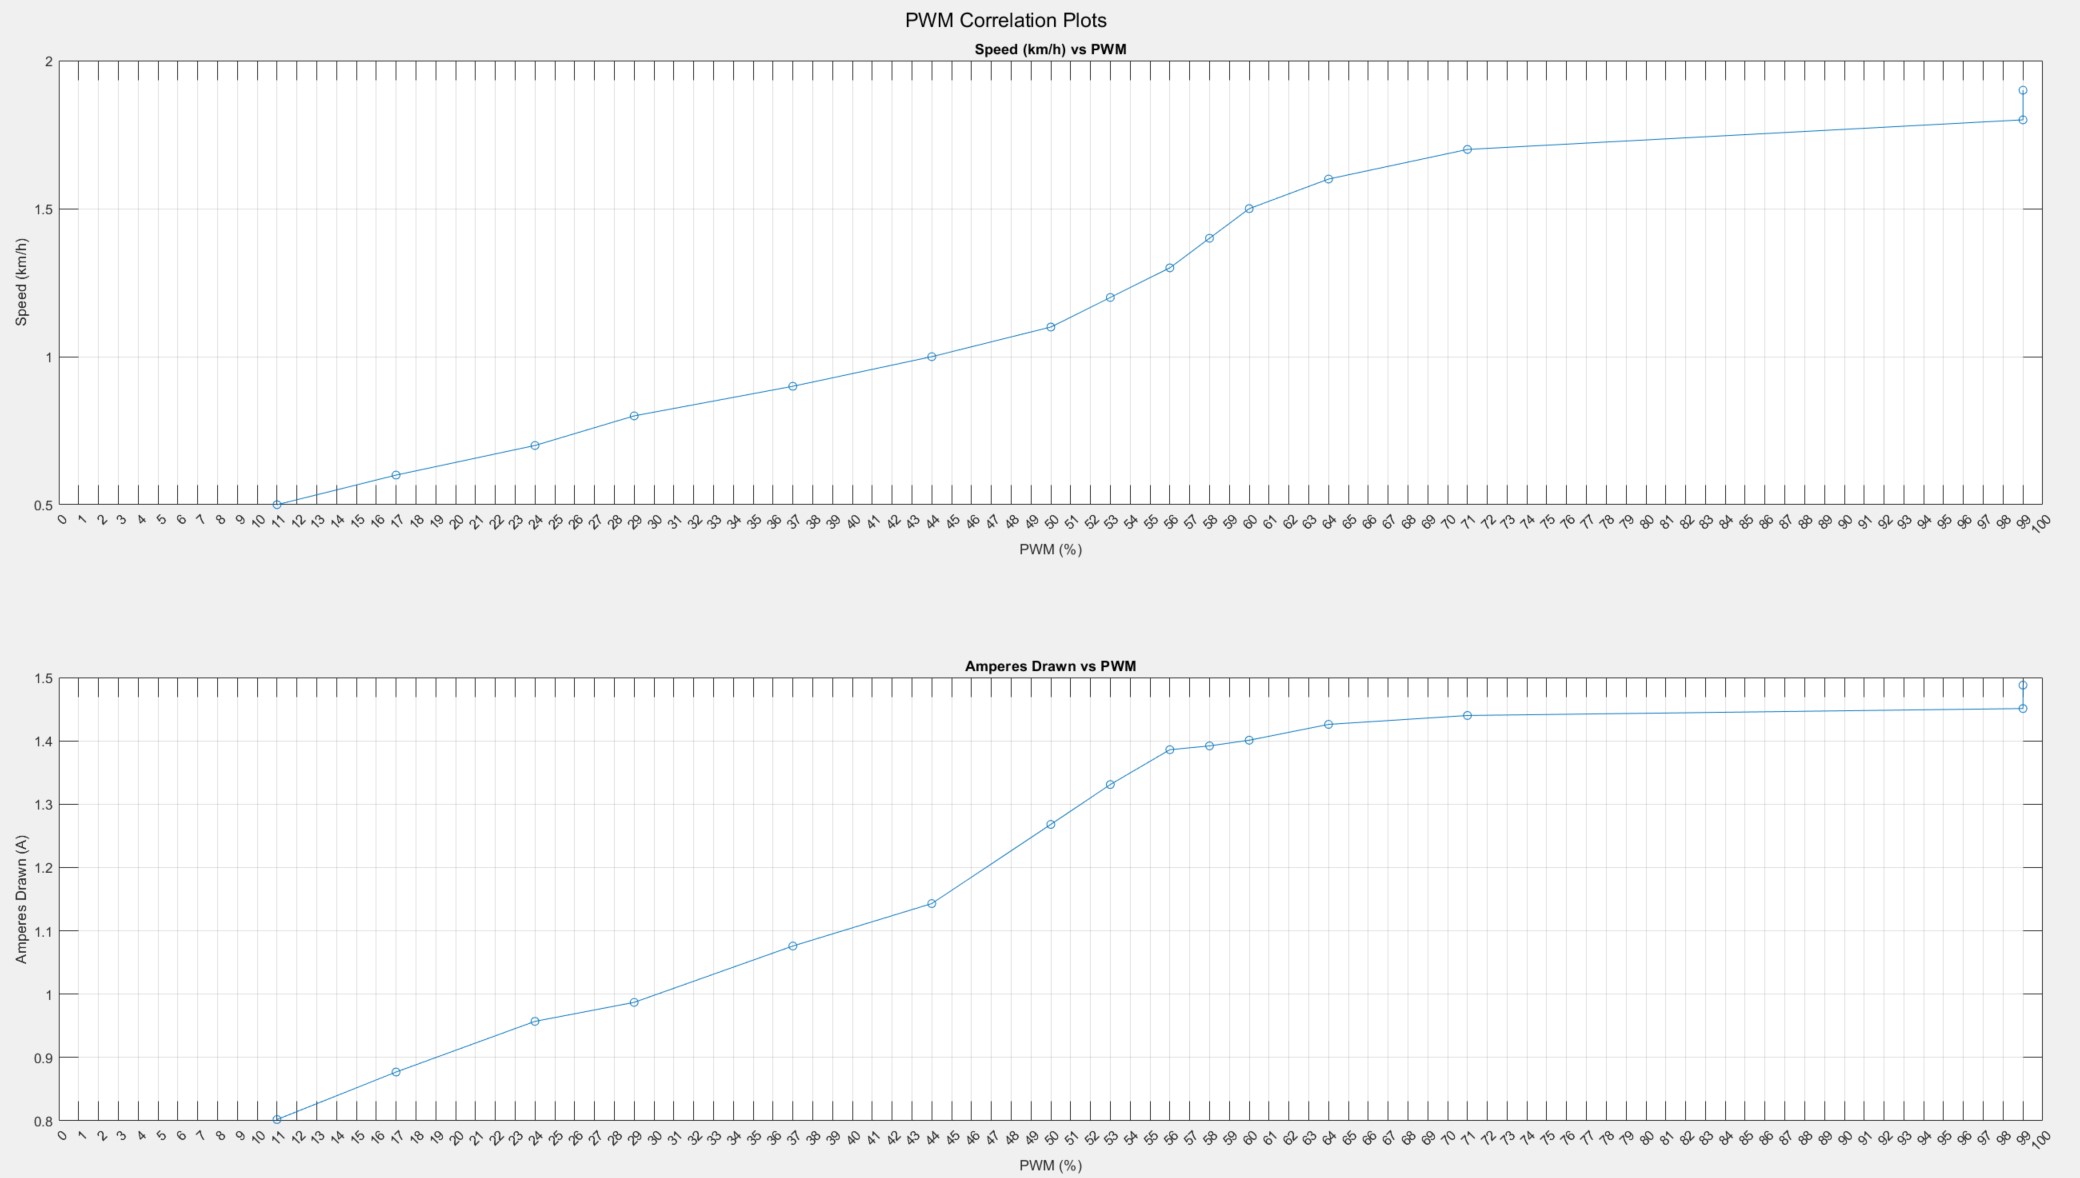 PWM Correlation Plots
Speed (km/h) vs PWM
2
1.5
1
0.5
Speed (km/h)
0 1 2 3 4 5 6 7 8 9 10 11 12 13 14 15 16 17 18 19 20 21 22 23 24 25 26 27 28 29 30 31 32 33 34 35 36 37 38 39 40 41 42 43 44 45 46 47 48 49 50 51 52 53 54 55 56 57 58 59 60 61 62 63 64 65 66 67 68 69 70 71 72 73 74 75 76 77 78 79 80 81 82 83 84 85 86 87 88 89 90 91 92 93 94 95 96 97 98 99 100
PWM (%)
Amperes Drawn vs PWM
1.5
1.4
1.3
1.2
1.1
1
0.9
0.8
Amperes Drawn (A)
0 1 2 3 4 5 6 7 8 9 10 11 12 13 14 15 16 17 18 19 20 21 22 23 24 25 26 27 28 29 30 31 32 33 34 35 36 37 38 39 40 41 42 43 44 45 46 47 48 49 50 51 52 53 54 55 56 57 58 59 60 61 62 63 64 65 66 67 68 69 70 71 72 73 74 75 76 77 78 79 80 81 82 83 84 85 86 87 88 89 90 91 92 93 94 95 96 97 98 99 100
PWM (%)